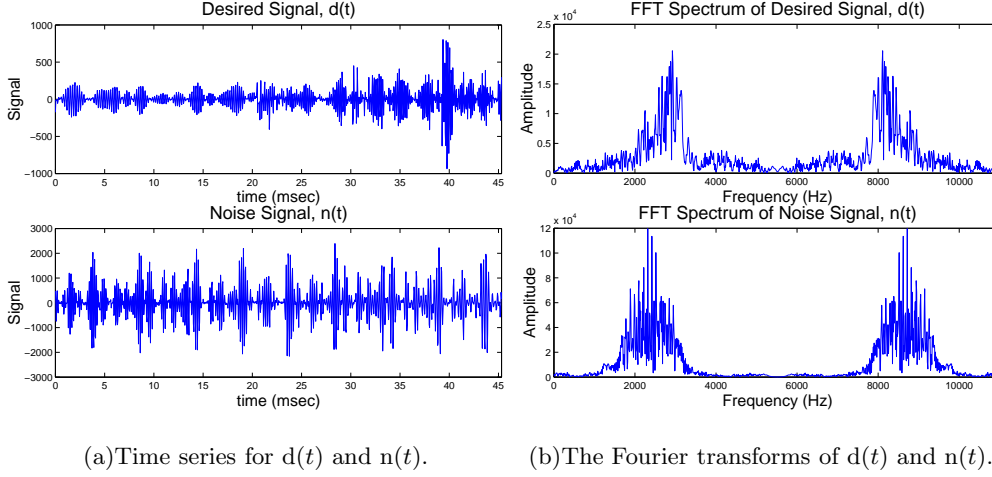 Desired Signal, d(t)
1000
500
0
−500
−1000
Signal
0 5 10 15 20 25 30 35 40 45
time (msec)
Noise Signal, n(t)
3000
2000
1000
0
−1000
−2000
−3000
Signal
0 5 10 15 20 25 30 35 40 45
time (msec)
(a)Time series for d(t) and n(t).
FFT Spectrum of Desired Signal, d(t)
x 10⁴
2.5
2
1.5
1
0.5
0
Amplitude
0 2000 4000 6000 8000 10000
Frequency (Hz)
FFT Spectrum of Noise Signal, n(t)
x 10⁴
12
10
8
6
4
2
0
Amplitude
0 2000 4000 6000 8000 10000
Frequency (Hz)
(b)The Fourier transforms of d(t) and n(t).